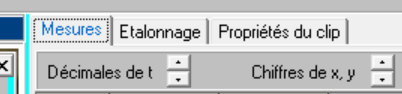 Mesures Etalonnage Propriétés du clip
Décimales de t Chiffres de x, y